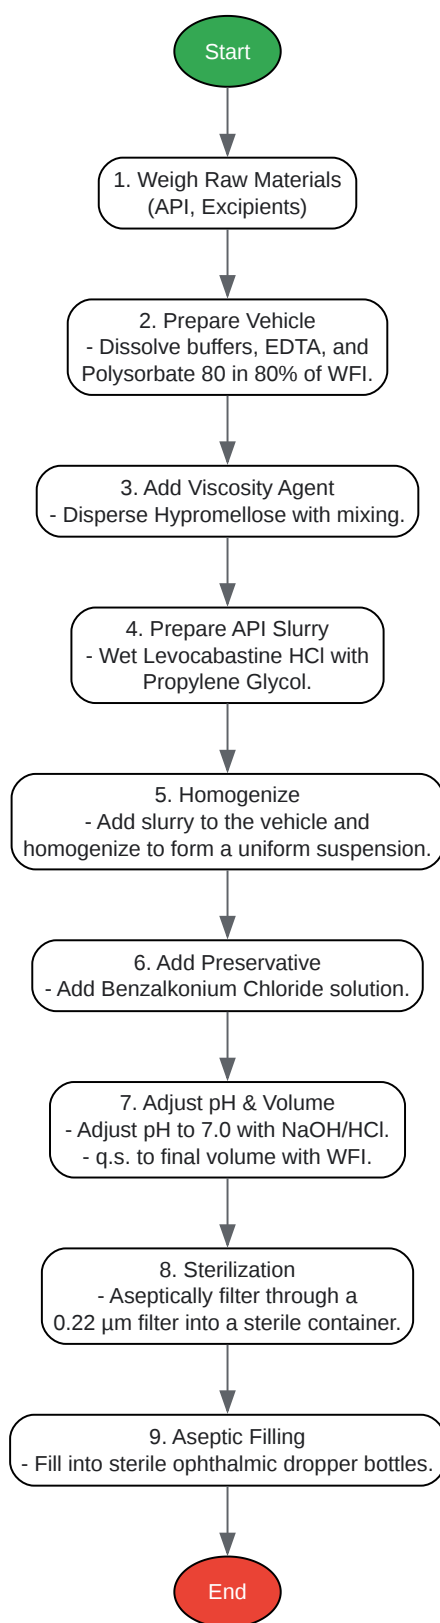 Start
1. Weigh Raw Materials
(API, Excipients)
2. Prepare Vehicle
- Dissolve buffers, EDTA, and
Polysorbate 80 in 80% of WFI.
3. Add Viscosity Agent
- Disperse Hypromellose with mixing.
4. Prepare API Slurry
- Wet Levocabastine HCl with
Propylene Glycol.
5. Homogenize
- Add slurry to the vehicle and
homogenize to form a uniform suspension.
6. Add Preservative
- Add Benzalkonium Chloride solution.
7. Adjust pH & Volume
- Adjust pH to 7.0 with NaOH/HCl.
- q.s. to final volume with WFI.
8. Sterilization
- Aseptically filter through a
0.22 µm filter into a sterile container.
9. Aseptic Filling
- Fill into sterile ophthalmic dropper bottles.
End